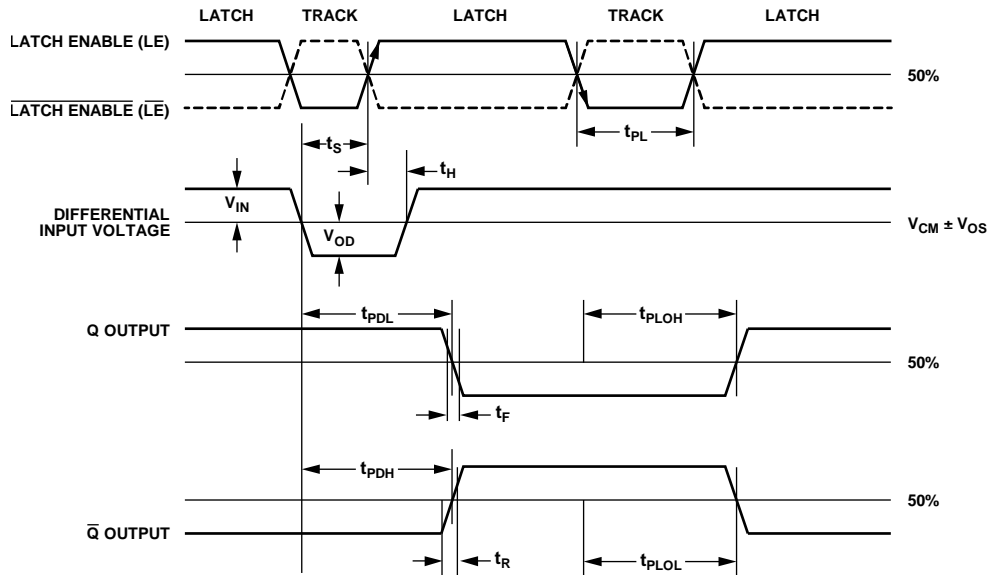 LATCH TRACK LATCH TRACK LATCH
LATCH ENABLE (LE)
50%
LATCH ENABLE (L̅E̅)
tS
tPL
tH
VIN
DIFFERENTIAL
INPUT VOLTAGE
VOD
VCM ± VOS
tPDL
tPLOH
Q OUTPUT
50%
tF
tPDH
50%
Q̅ OUTPUT
tR
tPLOL